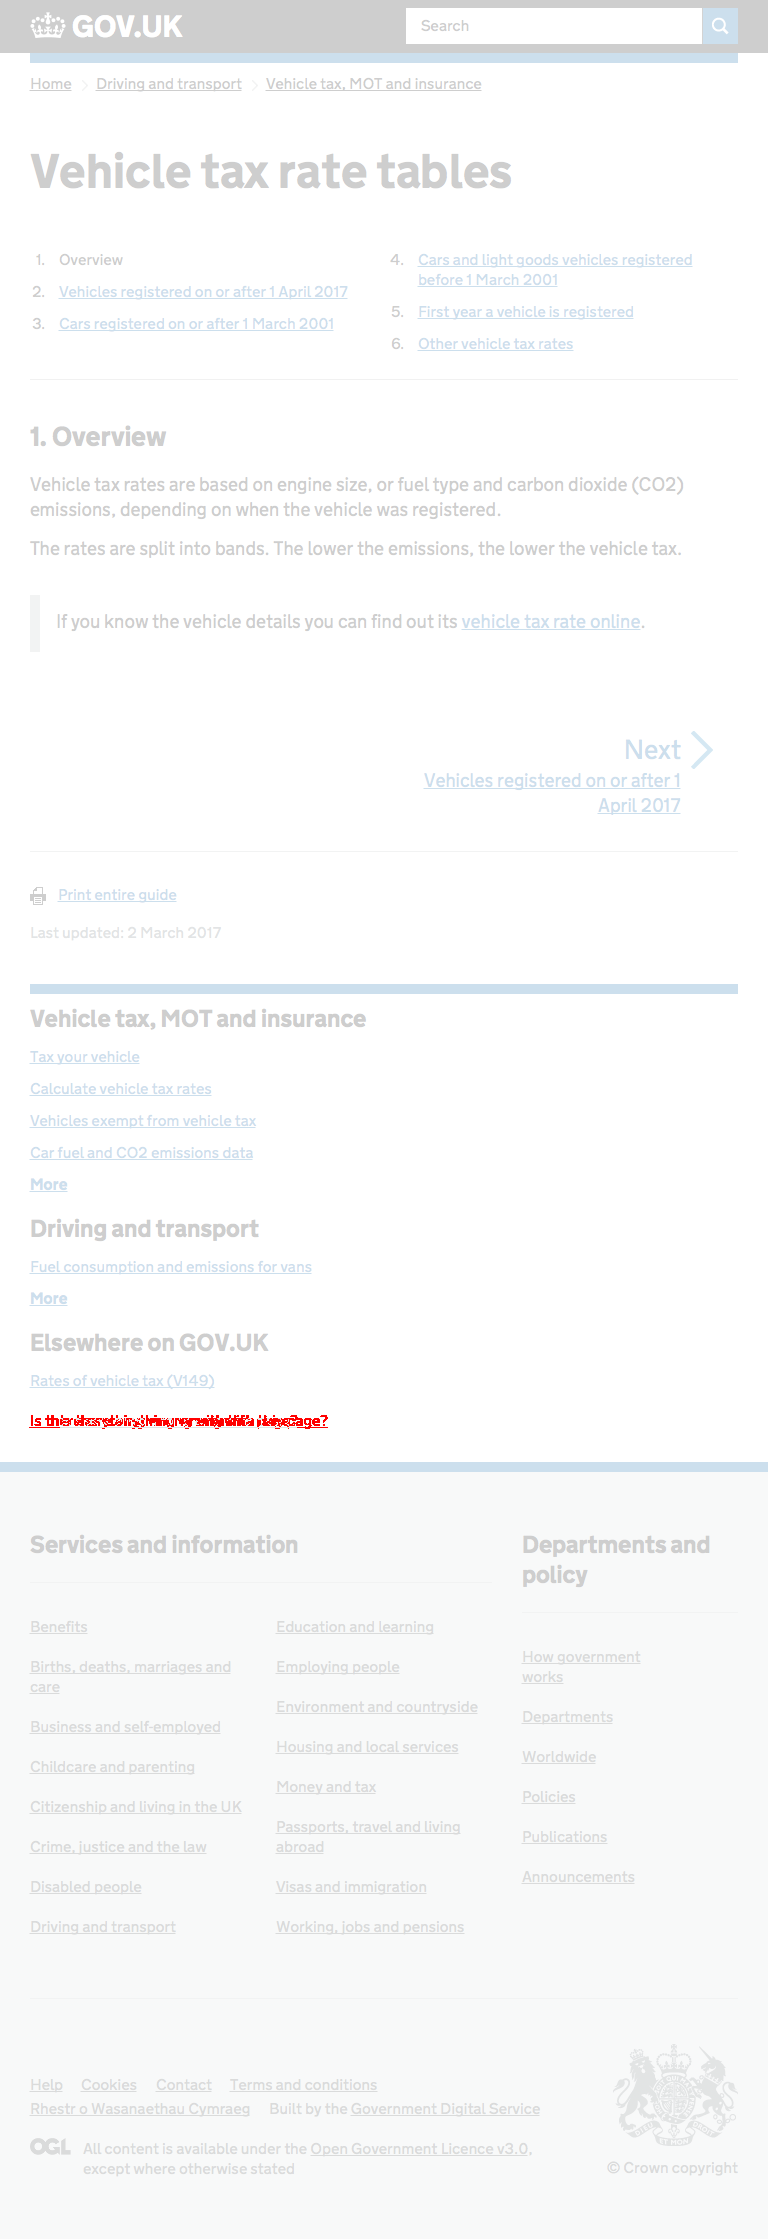 GOV.UK
Search
Home
Driving and transport
Vehicle tax, MOT and insurance
Vehicle tax rate tables
1. Overview
2. Vehicles registered on or after 1 April 2017
3. Cars registered on or after 1 March 2001
4. Cars and light goods vehicles registered
before 1 March 2001
5. First year a vehicle is registered
6. Other vehicle tax rates
1. Overview
Vehicle tax rates are based on engine size, or fuel type and carbon dioxide (CO2)
emissions, depending on when the vehicle was registered.
The rates are split into bands. The lower the emissions, the lower the vehicle tax.
If you know the vehicle details you can find out its vehicle tax rate online.
Next
Vehicles registered on or after 1
April 2017
Print entire guide
Last updated: 2 March 2017
Vehicle tax, MOT and insurance
Tax your vehicle
Calculate vehicle tax rates
Vehicles exempt from vehicle tax
Car fuel and CO2 emissions data
More
Driving and transport
Fuel consumption and emissions for vans
More
Elsewhere on GOV.UK
Rates of vehicle tax (V149)
Is
Services and information
Benefits
Births, deaths, marriages and
care
Business and self-employed
Childcare and parenting
Citizenship and living in the UK
Crime, justice and the law
Disabled people
Driving and transport
Education and learning
Employing people
Environment and countryside
Housing and local services
Money and tax
Passports, travel and living
abroad
Visas and immigration
Working, jobs and pensions
Departments and
policy
How government
works
Departments
Worldwide
Policies
Publications
Announcements
Help Cookies Contact Terms and conditions
Rhestr o Wasanaethau Cymraeg Built by the Government Digital Service
OGL All content is available under the Open Government Licence v3.0,
except where otherwise stated
© Crown copyright